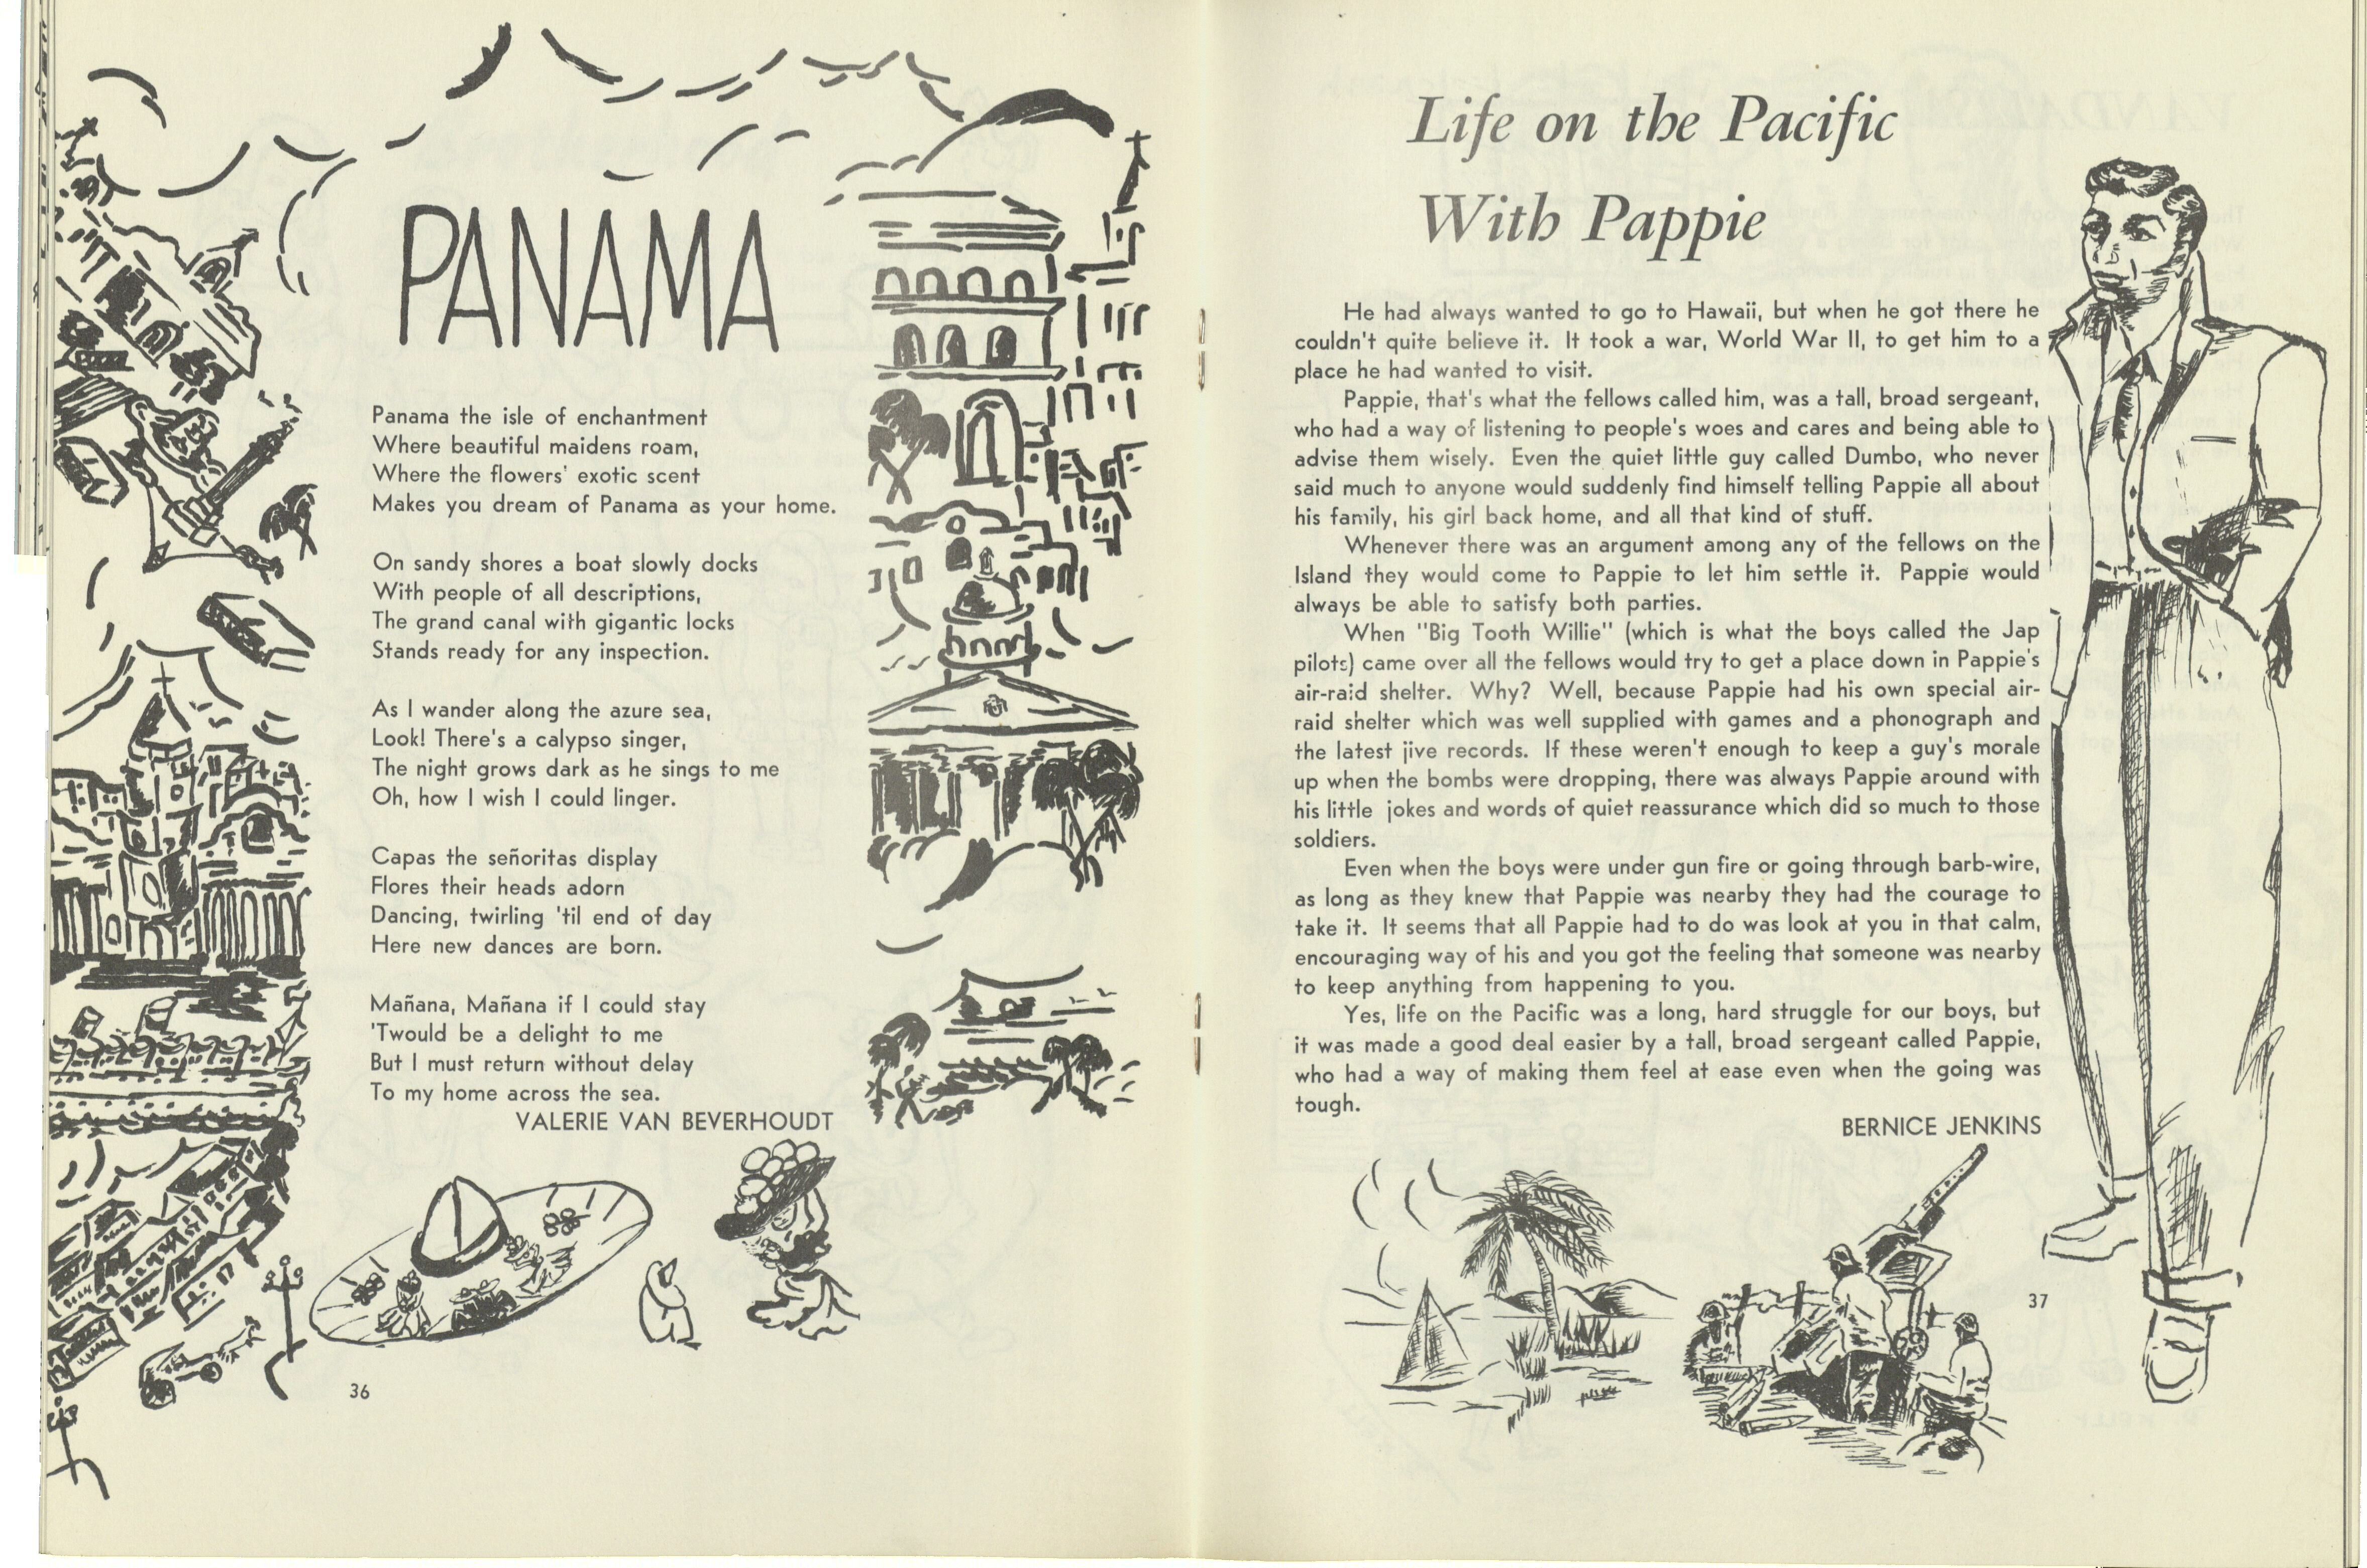 PANAMA
Panama the isle of enchantment
Where beautiful maidens roam,
Where the flowers' exotic scent
Makes you dream of Panama as your home.
On sandy shores a boat slowly docks
With people of all descriptions,
The grand canal with gigantic locks
Stands ready for any inspection.
As I wander along the azure sea,
Look! There's a calypso singer,
The night grows dark as he sings to me
Oh, how I wish I could linger.
Capas the señoritas display
Flores their heads adorn
Dancing, twirling 'til end of day
Here new dances are born.
Mañana, Mañana if I could stay
'Twould be a delight to me
But I must return without delay
To my home across the sea.
VALERIE VAN BEVERHOUDT
36
Life on the Pacific
With Pappie
He had always wanted to go to Hawaii, but when he got there he
couldn't quite believe it. It took a war, World War II, to get him to a
place he had wanted to visit.
Pappie, that's what the fellows called him, was a tall, broad sergeant,
who had a way of listening to people's woes and cares and being able to
advise them wisely. Even the quiet little guy called Dumbo, who never
said much to anyone would suddenly find himself telling Pappie all about
his family, his girl back home, and all that kind of stuff.
Whenever there was an argument among any of the fellows on the
Island they would come to Pappie to let him settle it. Pappie would
always be able to satisfy both parties.
When "Big Tooth Willie" (which is what the boys called the Jap
pilots) came over all the fellows would try to get a place down in Pappie's
air-raid shelter. Why? Well, because Pappie had his own special air-
raid shelter which was well supplied with games and a phonograph and
the latest jive records. If these weren't enough to keep a guy's morale
up when the bombs were dropping, there was always Pappie around with
his little jokes and words of quiet reassurance which did so much to those
soldiers.
Even when the boys were under gun fire or going through barb-wire,
as long as they knew that Pappie was nearby they had the courage to
take it. It seems that all Pappie had to do was look at you in that calm,
encouraging way of his and you got the feeling that someone was nearby
to keep anything from happening to you.
Yes, life on the Pacific was a long, hard struggle for our boys, but
it was made a good deal easier by a tall, broad sergeant called Pappie,
who had a way of making them feel at ease even when the going was
tough.
BERNICE JENKINS
37